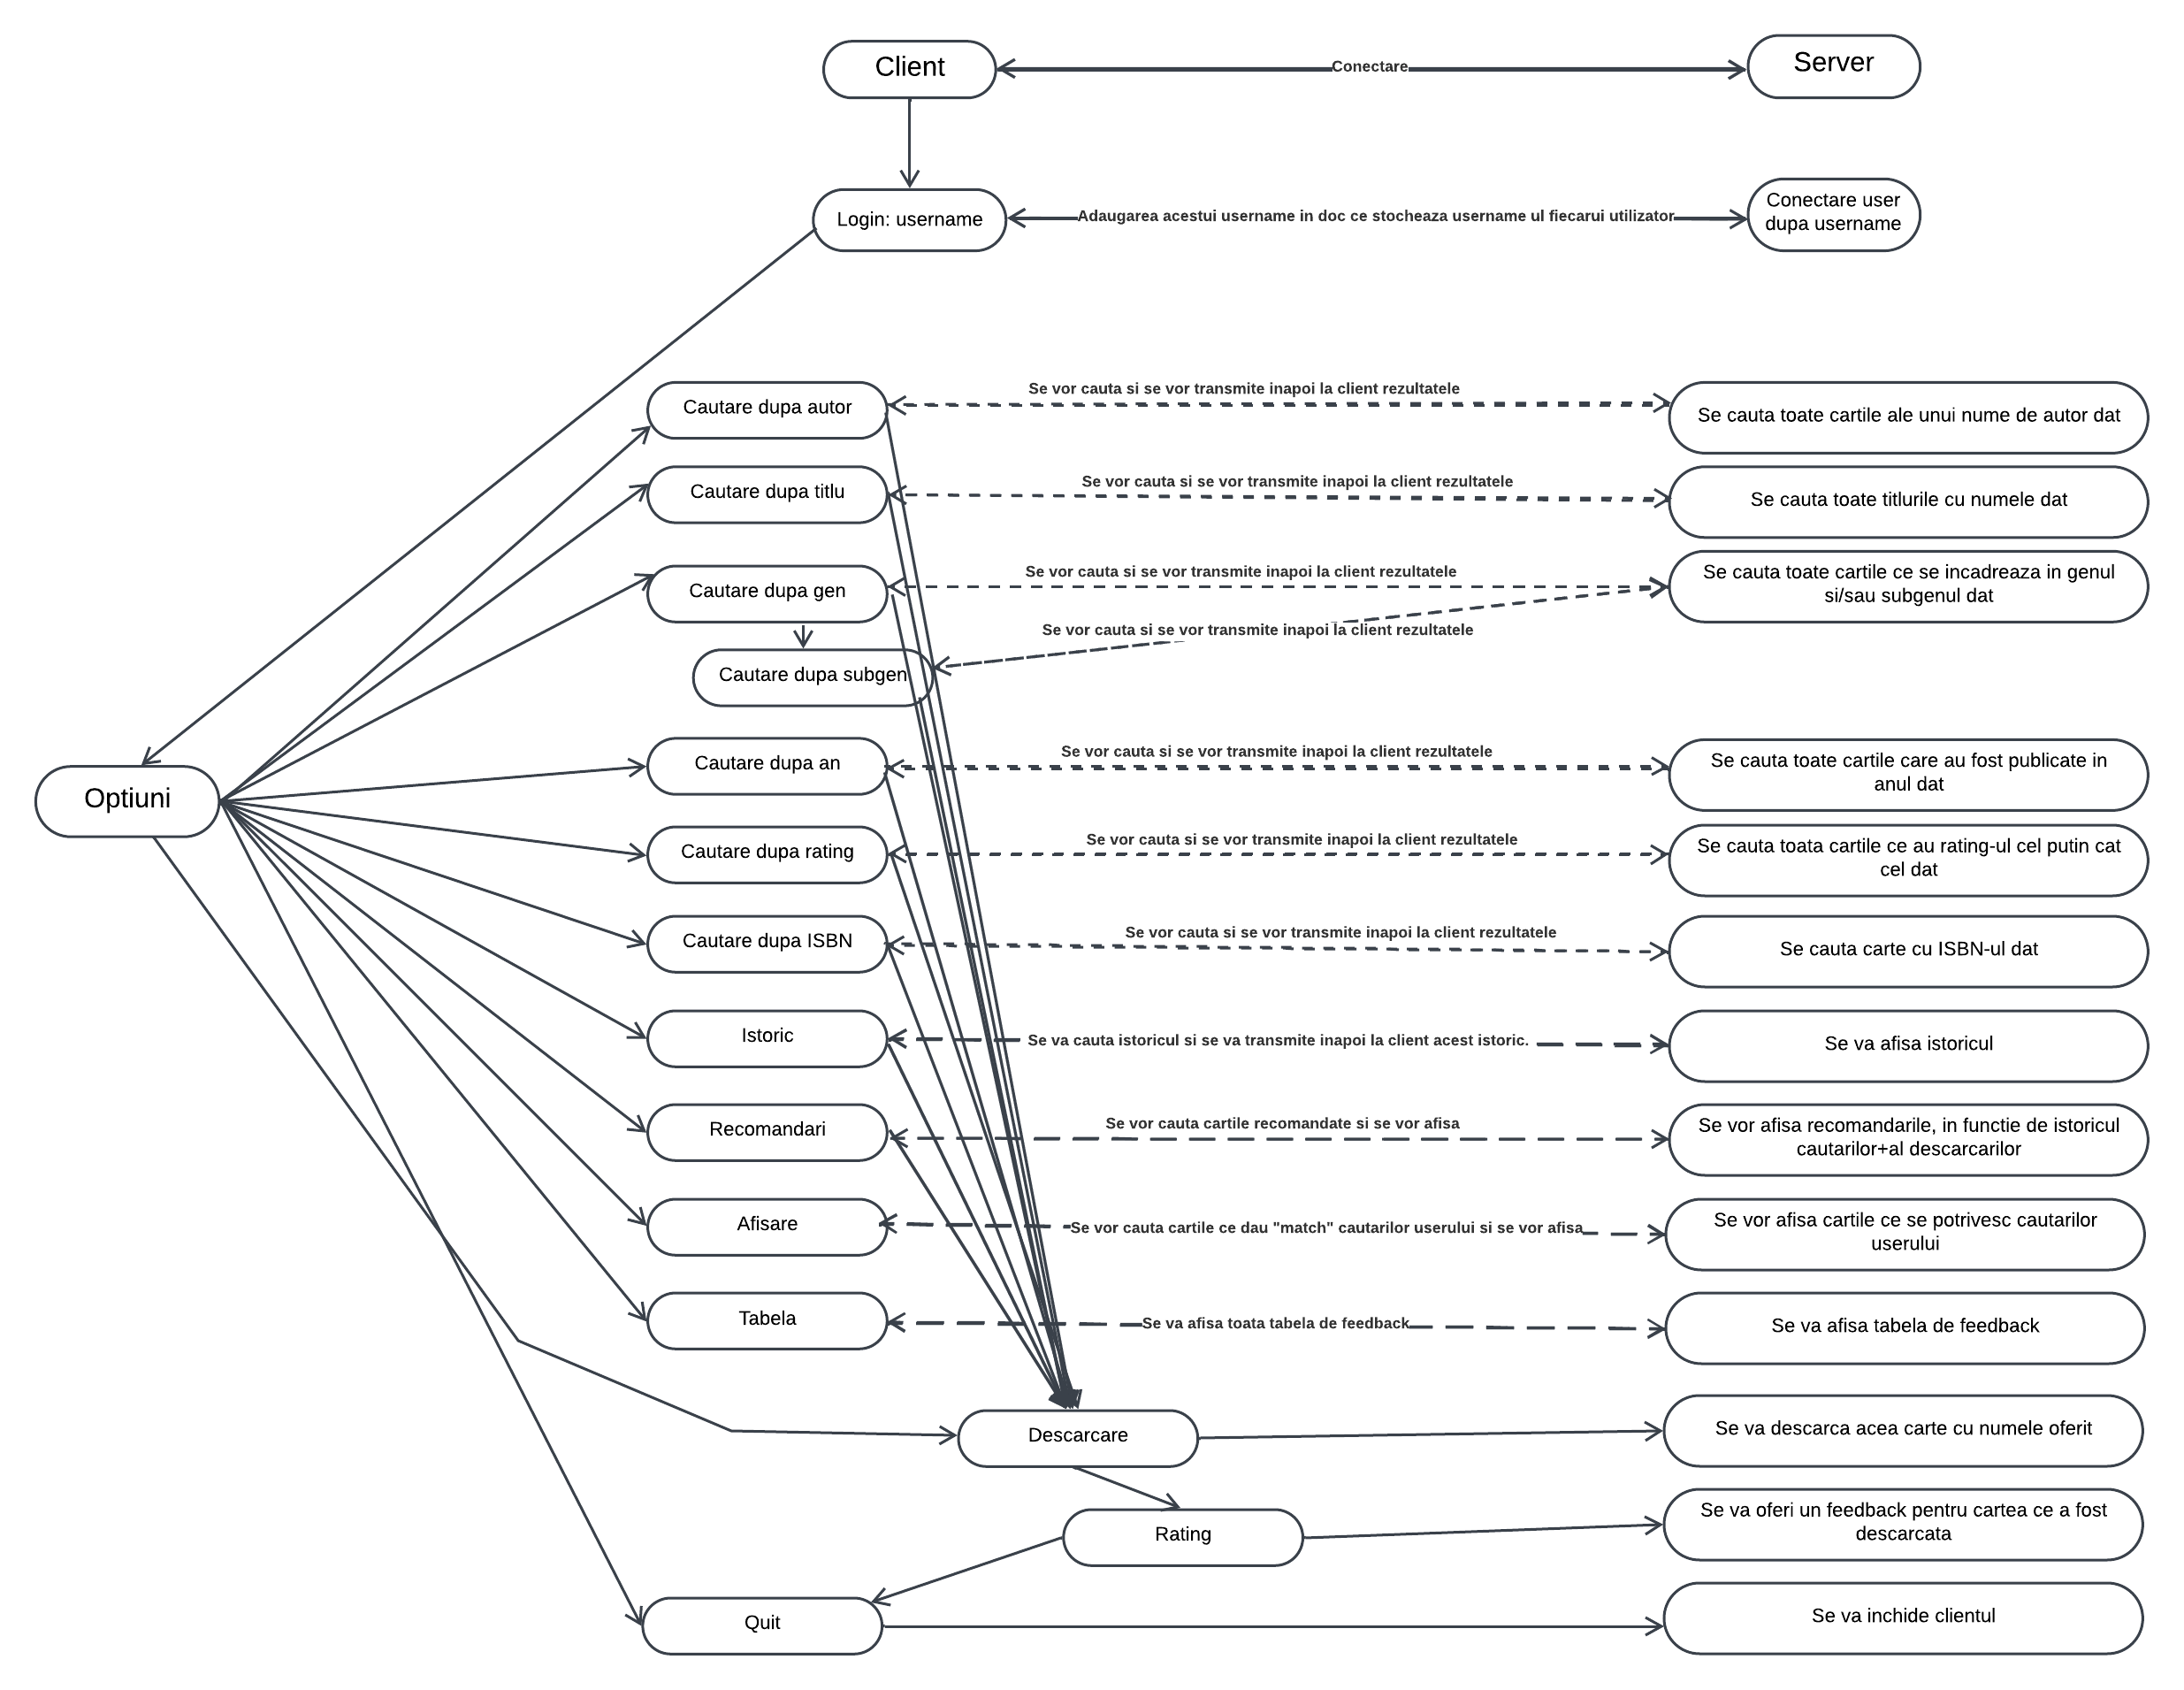 Client
Conectare
Server
Login: username
Adaugarea acestui username in doc ce stocheaza username ul fiecarui utilizator
Conectare user
dupa username
Cautare dupa autor
Se vor cauta si se vor transmite inapoi la client rezultatele
Se cauta toate cartile ale unui nume de autor dat
Cautare dupa titlu
Se vor cauta si se vor transmite inapoi la client rezultatele
Se cauta toate titlurile cu numele dat
Cautare dupa gen
Se vor cauta si se vor transmite inapoi la client rezultatele
Se cauta toate cartile ce se incadreaza in genul
si/sau subgenul dat
Se vor cauta si se vor transmite inapoi la client rezultatele
Cautare dupa subgen
Optiuni
Cautare dupa an
Se vor cauta si se vor transmite inapoi la client rezultatele
Se cauta toate cartile care au fost publicate in
anul dat
Cautare dupa rating
Se vor cauta si se vor transmite inapoi la client rezultatele
Se cauta toata cartile ce au rating-ul cel putin cat
cel dat
Cautare dupa ISBN
Se vor cauta si se vor transmite inapoi la client rezultatele
Se cauta carte cu ISBN-ul dat
Istoric
Se va cauta istoricul si se va transmite inapoi la client acest istoric.
Se va afisa istoricul
Recomandari
Se vor cauta cartile recomandate si se vor afisa
Se vor afisa recomandarile, in functie de istoricul
cautarilor+al descarcarilor
Afisare
Se vor cauta cartile ce dau "match" cautarilor userului si se vor afisa
Se vor afisa cartile ce se potrivesc cautarilor
userului
Tabela
Se va afisa toata tabela de feedback
Se va afisa tabela de feedback
Descarcare
Se va descarca acea carte cu numele oferit
Rating
Se va oferi un feedback pentru cartea ce a fost
descarcata
Quit
Se va inchide clientul